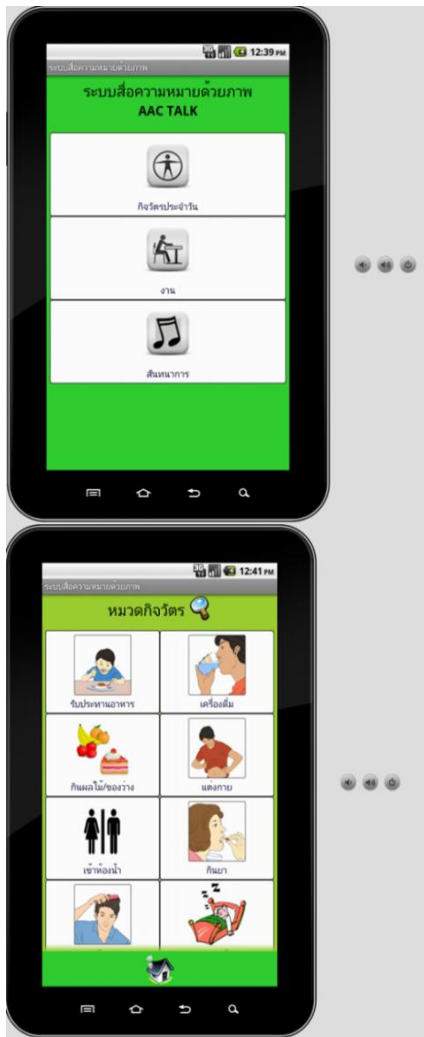 3G
12:39 PM
ระบบสื่อความหมายด้วยภาพ
ระบบสื่อความหมายด้วยภาพ
AAC TALK
กิจวัตรประจำวัน
งาน
สันทนาการ
3G
12:41 PM
ระบบสื่อความหมายด้วยภาพ
หมวดกิจวัตร
รับประทานอาหาร เครื่องดื่ม
กินผลไม้/ของว่าง แต่งกาย
เข้าห้องน้ำ กินยา